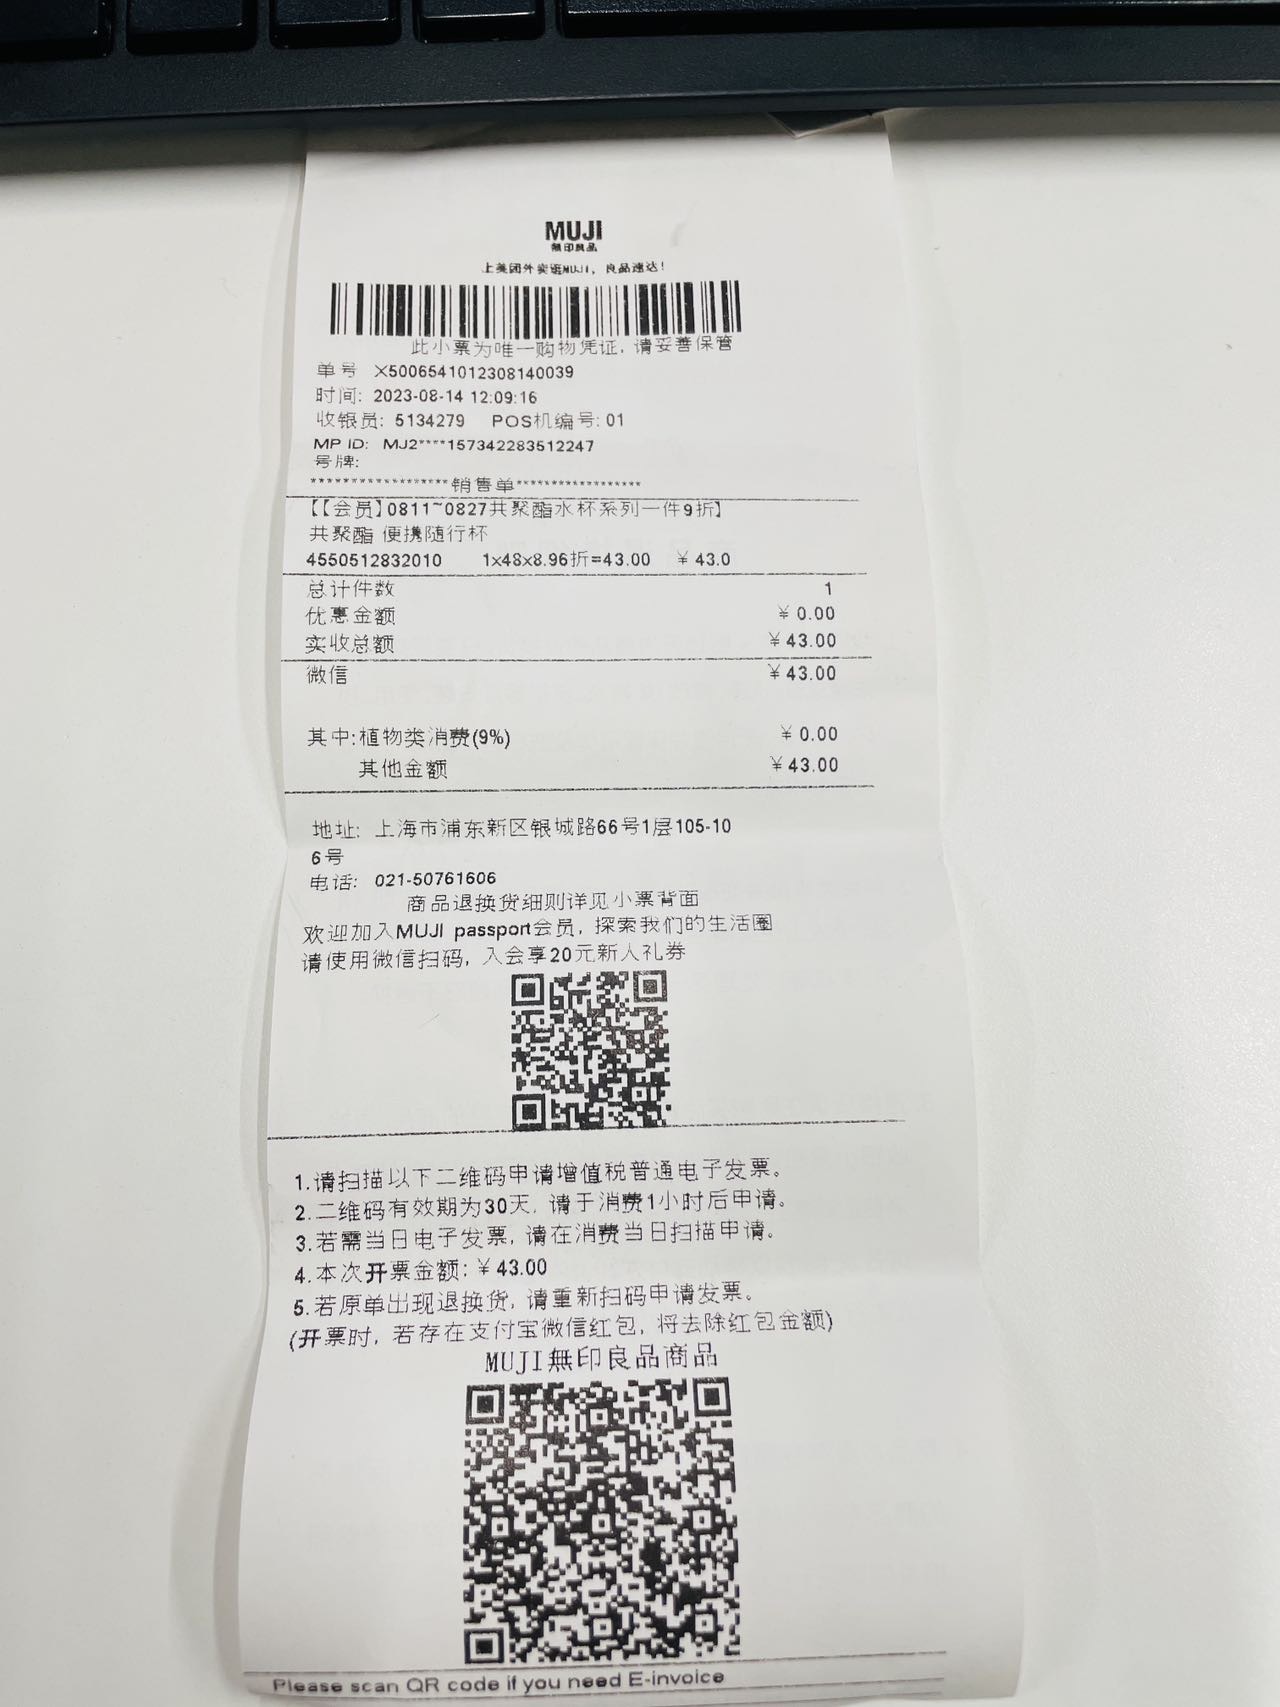 MUJI
無印良品
上美团外卖逛MUJI，良品速达！
此小票为唯一购物凭证，请妥善保管
单号 X5006541012308140039
时间: 2023-08-14 12:09:16
收银员: 5134279 POS机编号: 01
MP ID: MJ2****157342283512247
号牌:
******************销售单*****************
【【会员】0811~0827共聚酯水杯系列一件9折】
共聚酯 便携随行杯
4550512832010 1x48x8.96折=43.00 ￥43.0
总计件数 1
优惠金额 ￥0.00
实收总额 ￥43.00
微信 ￥43.00
其中:植物类消费(9%) ￥0.00
其他金额 ￥43.00
地址: 上海市浦东新区银城路66号1层105-10
6号
电话: 021-50761606
商品退换货细则详见小票背面
欢迎加入MUJI passport会员，探索我们的生活圈
请使用微信扫码，入会享20元新人礼券
1.请扫描以下二维码申请增值税普通电子发票。
2.二维码有效期为30天，请于消费1小时后申请。
3.若需当日电子发票，请在消费当日扫描申请。
4.本次开票金额:￥43.00
5.若原单出现退换货，请重新扫码申请发票。
(开票时，若存在支付宝微信红包，将去除红包金额)
MUJI無印良品商品
Please scan QR code if you need E-invoice